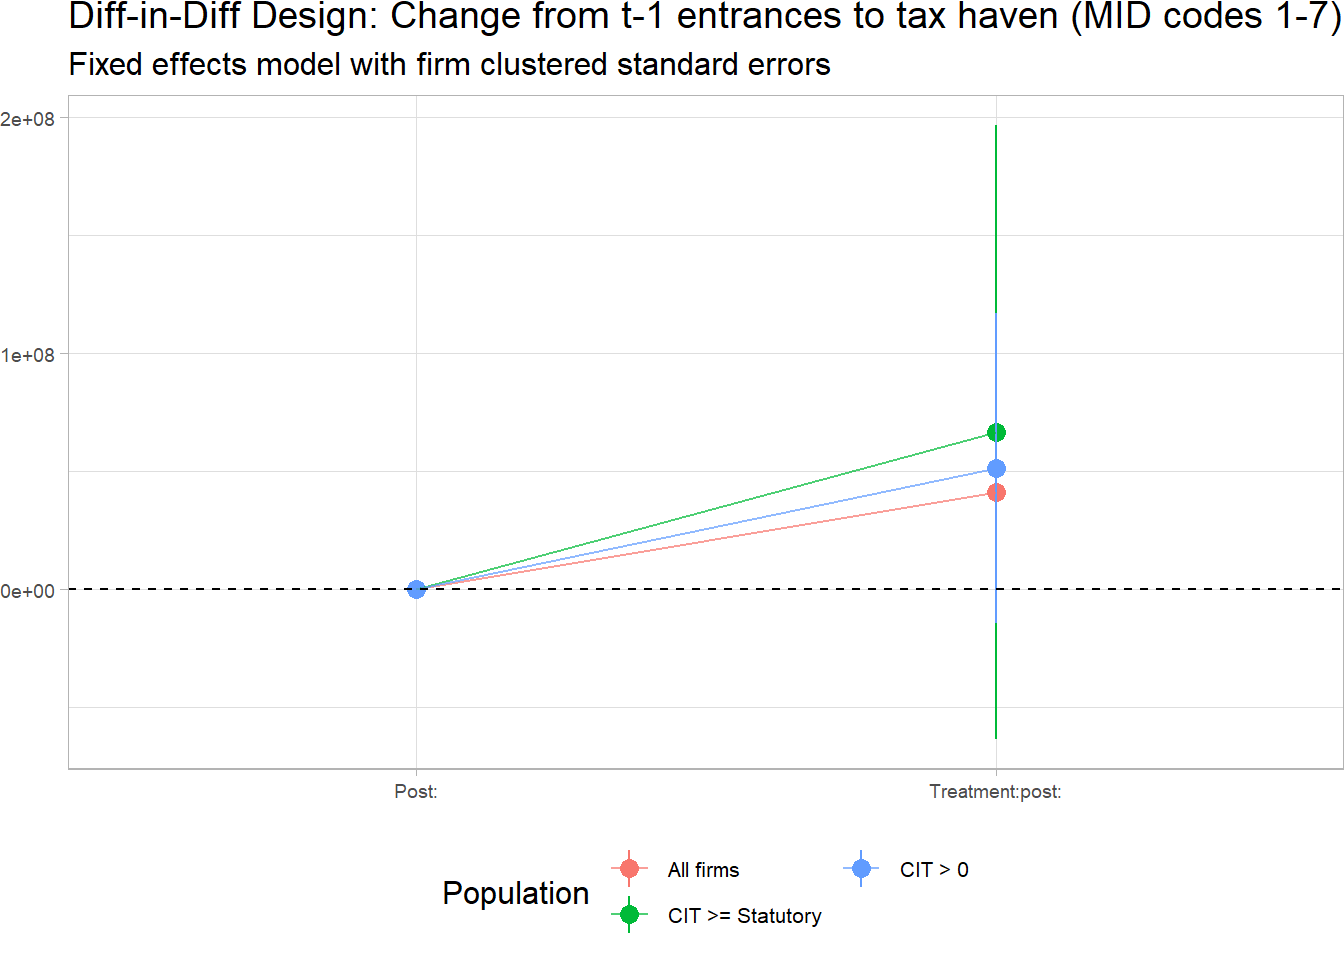 Diff-in-Diff Design: Change from t-1 entrances to tax haven (MID codes 1-7)
Fixed effects model with firm clustered standard errors
2e+08
1e+08
0e+00
Post:
Treatment:post:
Population
All firms
CIT > 0
CIT >= Statutory